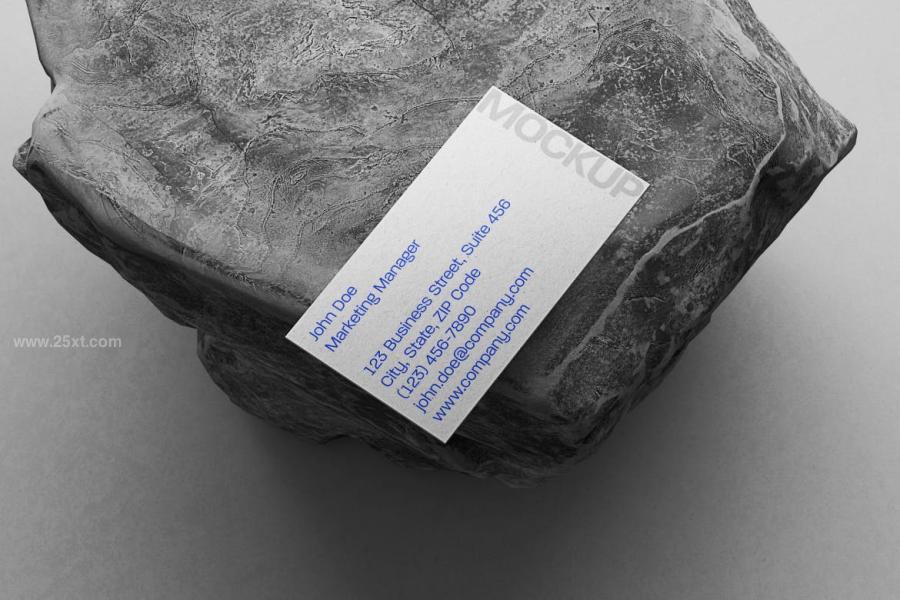 MOCKUP
John Doe
Marketing Manager
123 Business Street, Suite 456
City, State, ZIP Code
(123) 456-7890
john.doe@company.com
www.company.com
www.25xt.com